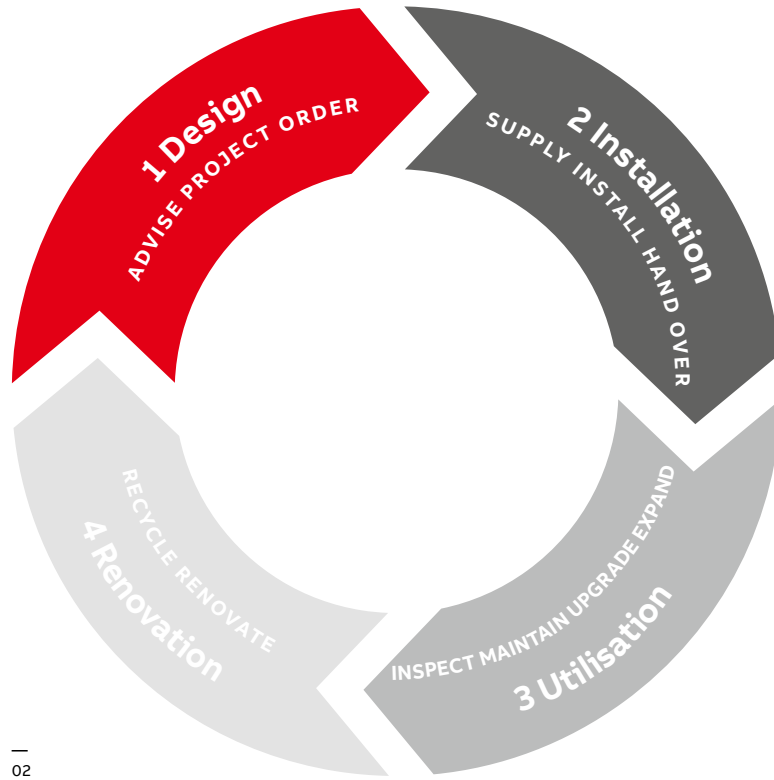 1 Design
ADVISE PROJECT ORDER
2 Installation
SUPPLY INSTALL HAND OVER
3 Utilisation
INSPECT MAINTAIN UPGRADE EXPAND
4 Renovation
RECYCLE RENOVATE
—
02